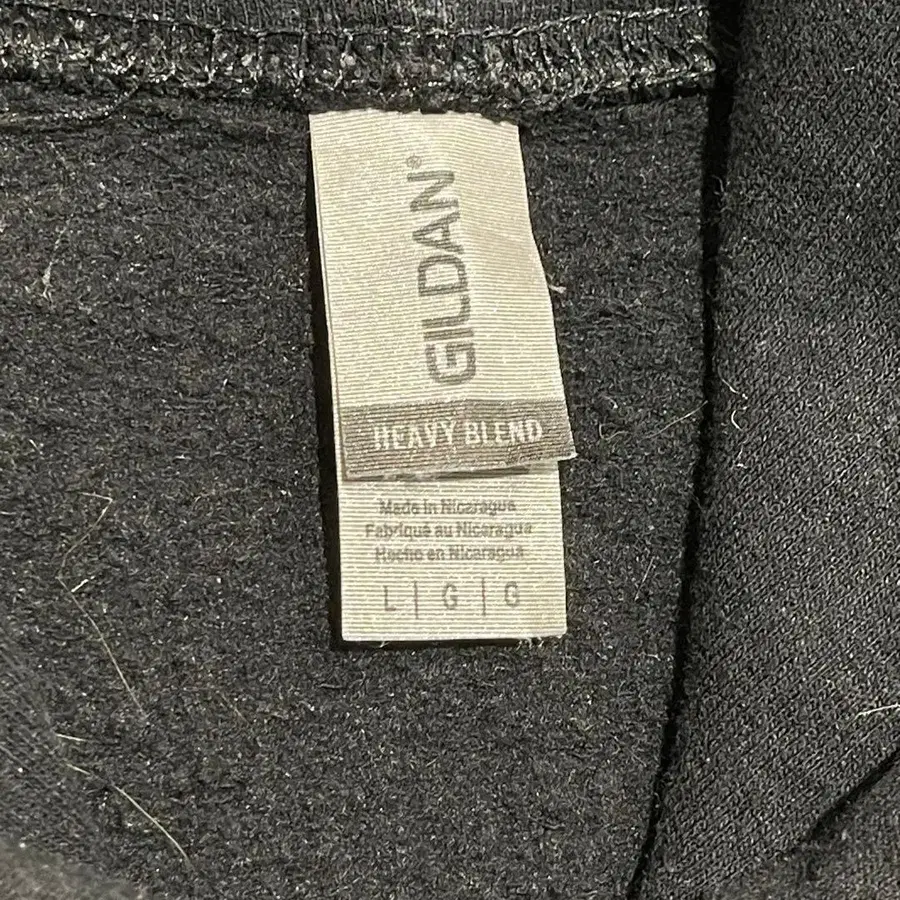 GILDAN®
HEAVY BLEND
Made in Nicaragua
Fabriqué au Nicaragua
Hecho en Nicaragua
L | G | G